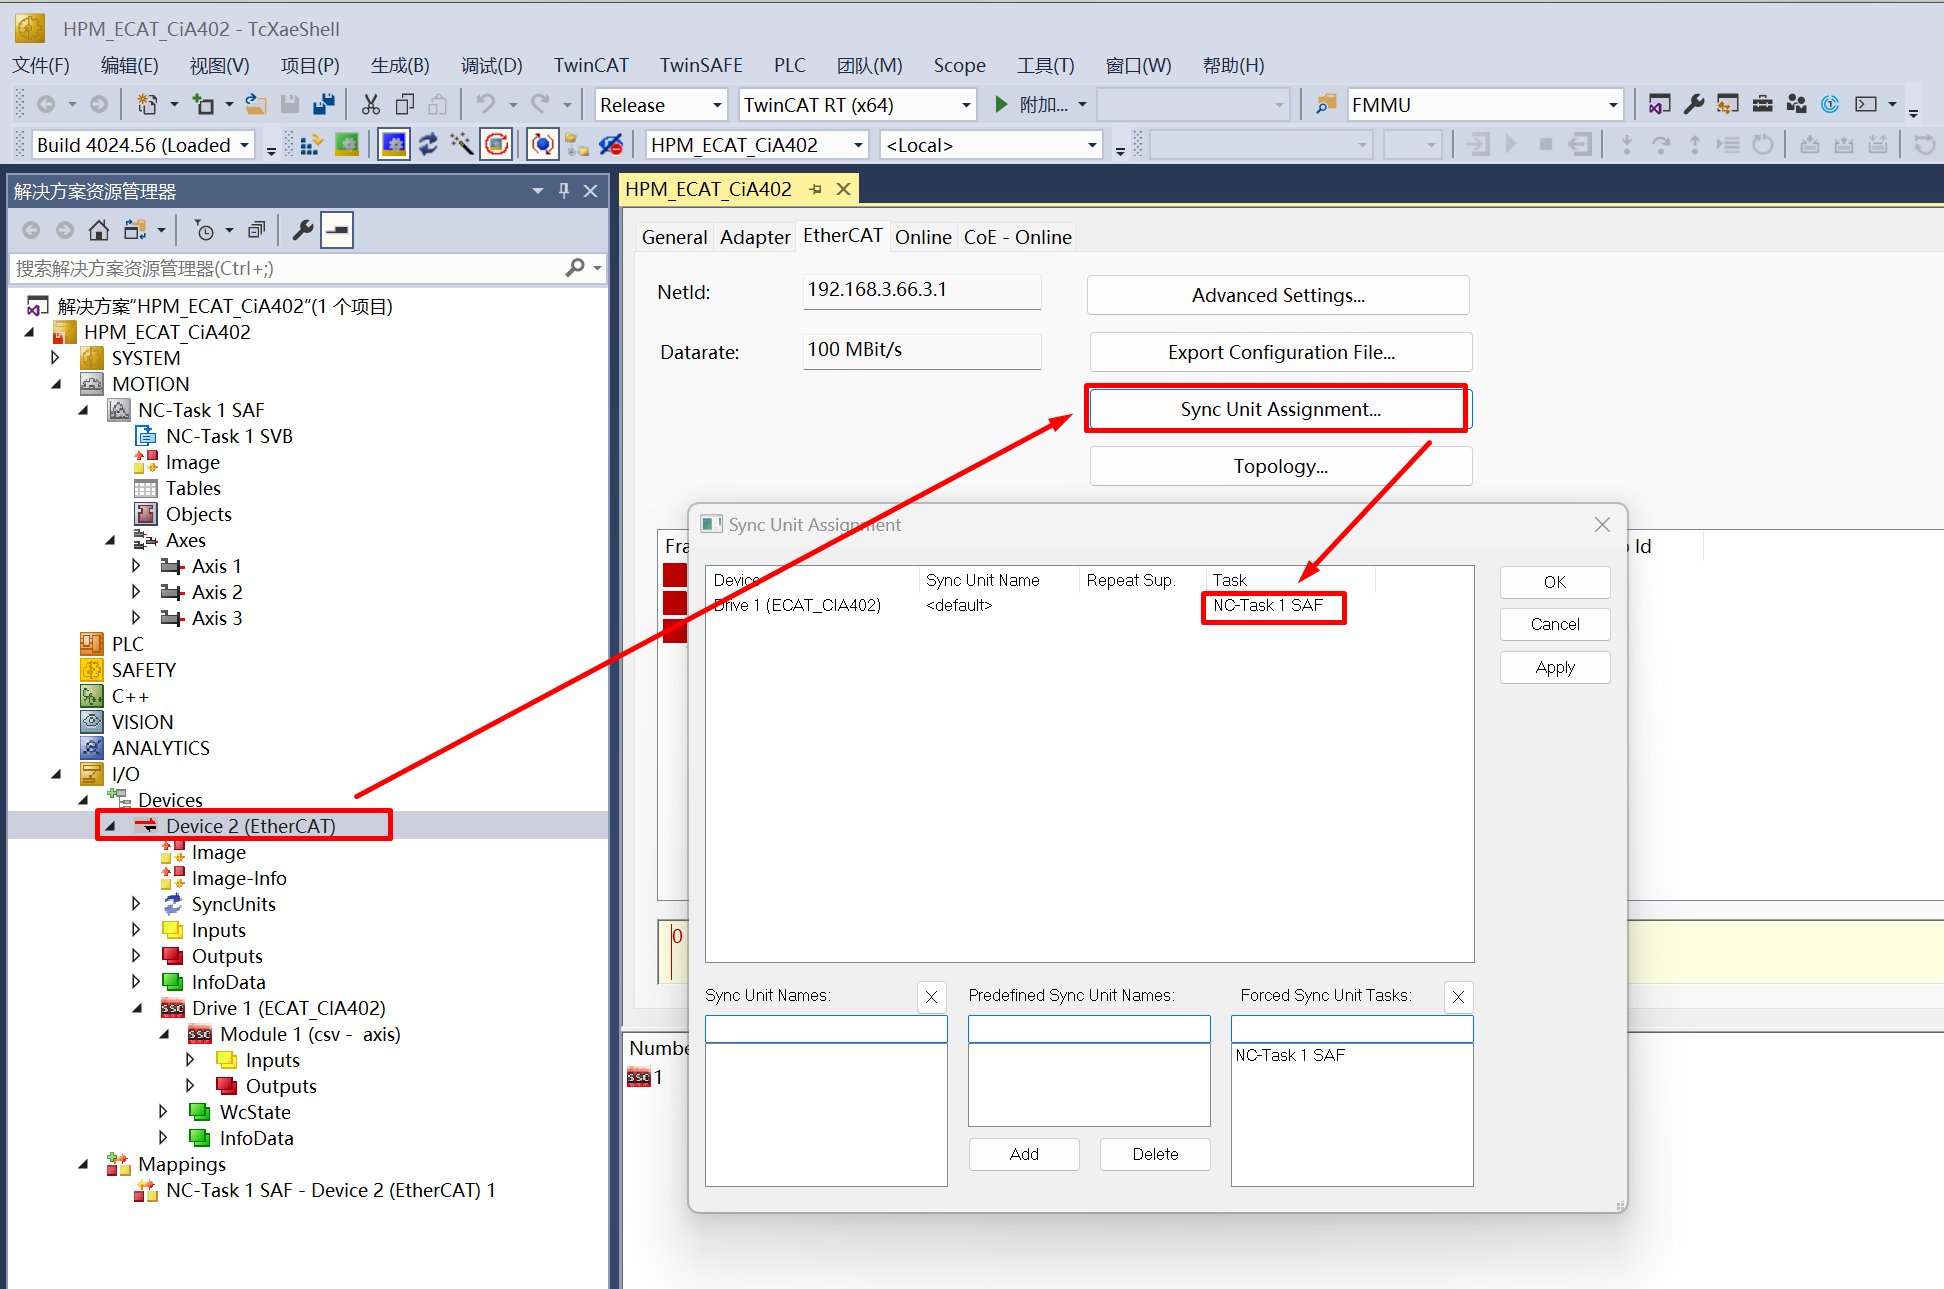 HPM_ECAT_CiA402 - TcXaeShell
文件(F) 编辑(E) 视图(V) 项目(P) 生成(B) 调试(D) TwinCAT TwinSAFE PLC 团队(M) Scope 工具(T) 窗口(W) 帮助(H)
Release TwinCAT RT (x64) 附加... FMMU
Build 4024.56 (Loaded HPM_ECAT_CiA402 <Local>
解决方案资源管理器
搜索解决方案资源管理器(Ctrl+;)
解决方案"HPM_ECAT_CiA402"(1 个项目)
HPM_ECAT_CiA402
SYSTEM
MOTION
NC-Task 1 SAF
NC-Task 1 SVB
Image
Tables
Objects
Axes
Axis 1
Axis 2
Axis 3
PLC
SAFETY
C++
VISION
ANALYTICS
I/O
Devices
Device 2 (EtherCAT)
Image
Image-Info
SyncUnits
Inputs
Outputs
InfoData
Drive 1 (ECAT_CIA402)
Module 1 (csv - axis)
Inputs
Outputs
WcState
InfoData
Mappings
NC-Task 1 SAF - Device 2 (EtherCAT) 1
HPM_ECAT_CiA402
General Adapter EtherCAT Online CoE - Online
NetId: 192.168.3.66.3.1 Advanced Settings...
Datarate: 100 MBit/s Export Configuration File...
Sync Unit Assignment...
Topology...
Fra
Id
0
Numbe
1
Sync Unit Assignment
Device Sync Unit Name Repeat Sup. Task
Drive 1 (ECAT_CIA402) <default> NC-Task 1 SAF
OK
Cancel
Apply
Sync Unit Names: Predefined Sync Unit Names: Forced Sync Unit Tasks:
NC-Task 1 SAF
Add Delete